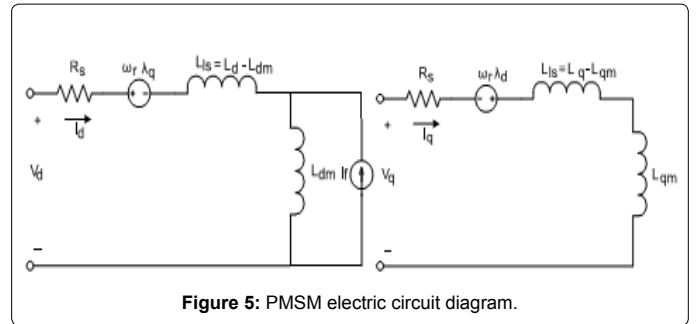 Rs
ωr λq
Lls = Ld - Ldm
+
-
+
Id
Vd
-
Ldm
If
Rs
ωr λd
Lls = Lq - Lqm
-
+
+
Iq
Vq
-
Lqm
Figure 5: PMSM electric circuit diagram.